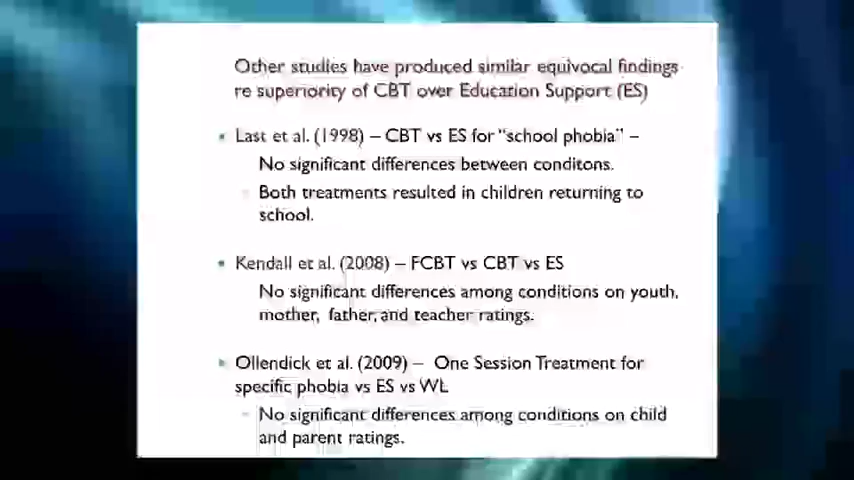 Other studies have produced similar equivocal findings
re superiority of CBT over Education Support (ES)
• Last et al. (1998) – CBT vs ES for "school phobia" –
No significant differences between conditons.
– Both treatments resulted in children returning to
school.
• Kendall et al. (2008) – FCBT vs CBT vs ES
No significant differences among conditions on youth,
mother, father, and teacher ratings.
• Ollendick et al. (2009) – One Session Treatment for
specific phobia vs ES vs WL
– No significant differences among conditions on child
and parent ratings.